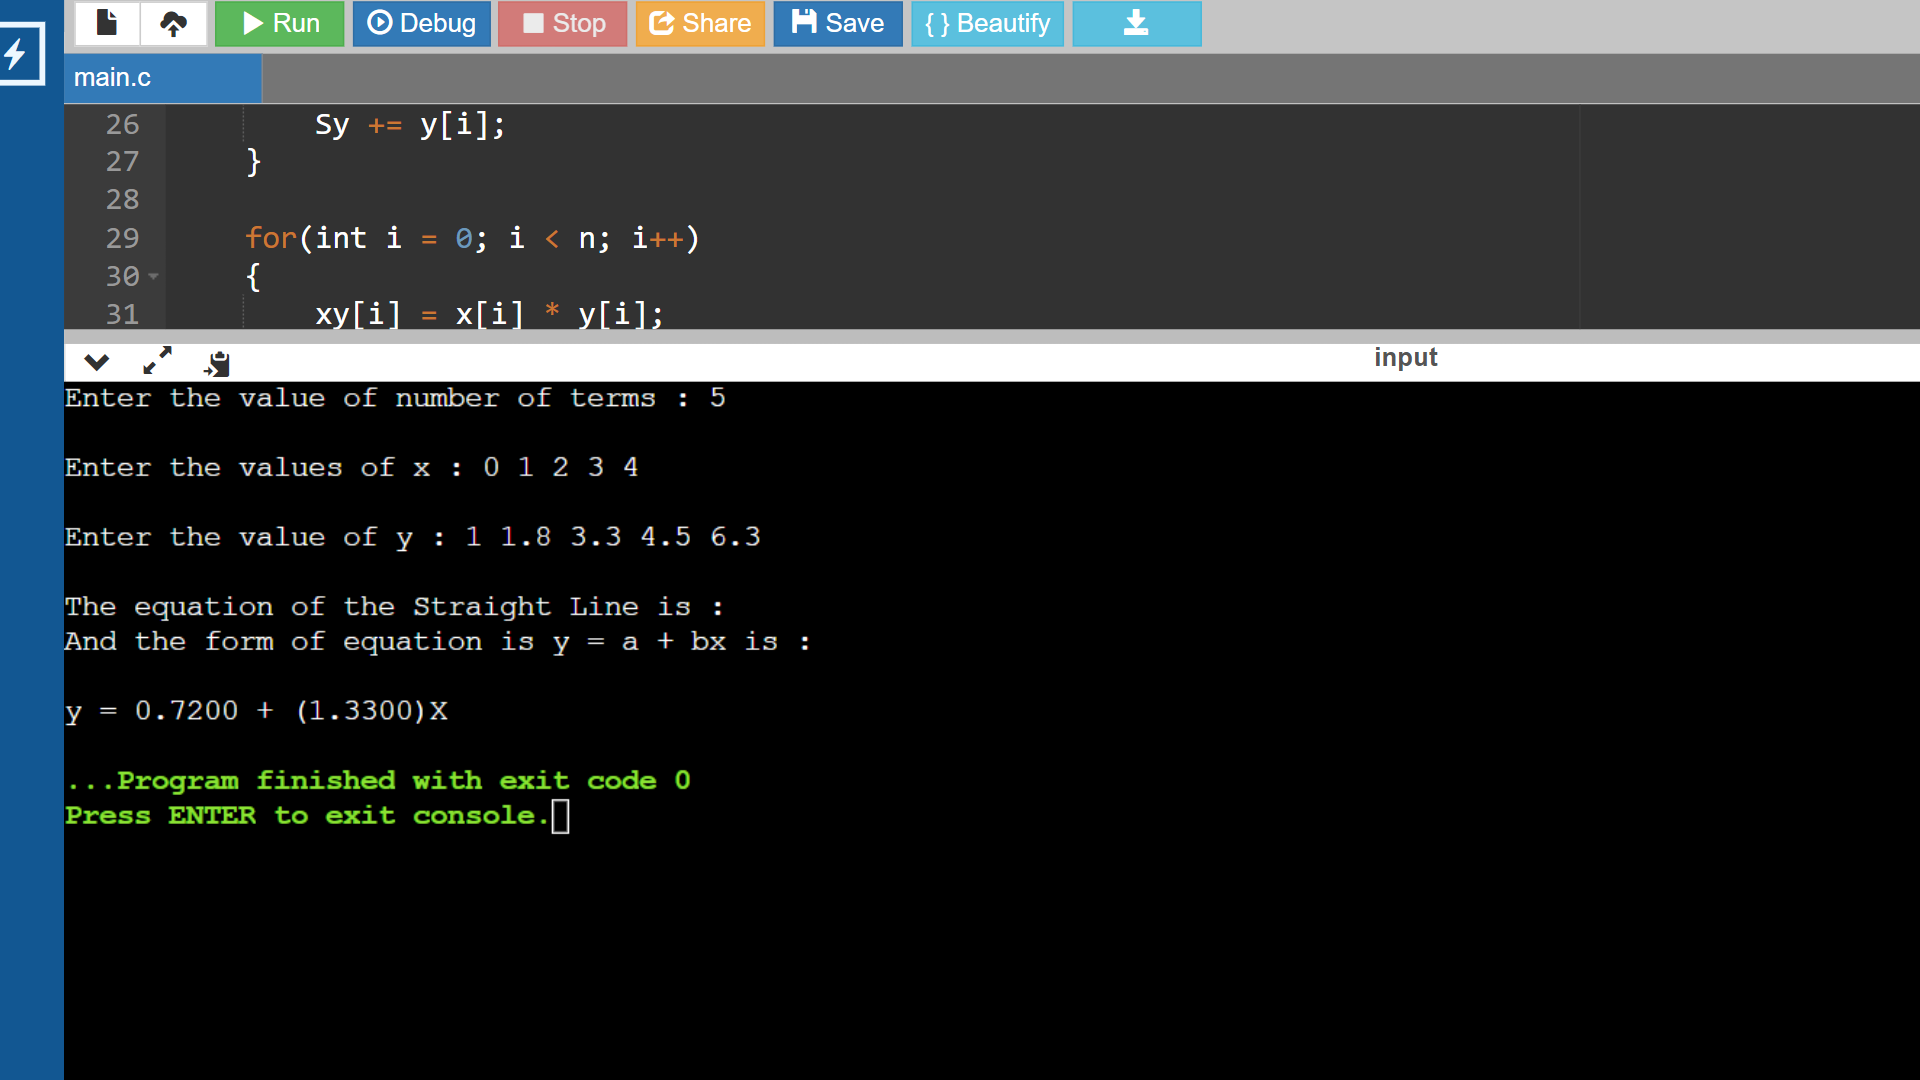 Run Debug Stop Share Save { } Beautify
main.c
26 Sy += y[i];
27 }
28
29 for(int i = 0; i < n; i++)
30 {
31 xy[i] = x[i] * y[i];
input
Enter the value of number of terms : 5
Enter the values of x : 0 1 2 3 4
Enter the value of y : 1 1.8 3.3 4.5 6.3
The equation of the Straight Line is :
And the form of equation is y = a + bx is :
y = 0.7200 + (1.3300)X
...Program finished with exit code 0
Press ENTER to exit console.